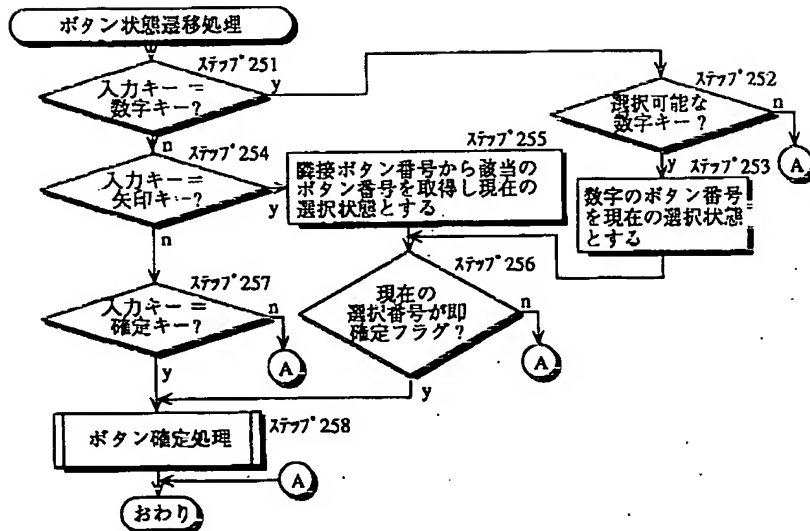 ボタン状態遷移処理
ステップ251
入力キー＝
数字キー？
y
n
ステップ252
選択可能な
数字キー？
n
A
y
ステップ253
数字のボタン番号
を現在の選択状態
とする
ステップ254
入力キー＝
矢印キー？
y
n
ステップ255
隣接ボタン番号から該当の
ボタン番号を取得し現在の
選択状態とする
ステップ256
現在の
選択番号が即
確定フラグ？
n
A
y
ステップ257
入力キー＝
確定キー？
n
A
y
ステップ258
ボタン確定処理
A
おわり